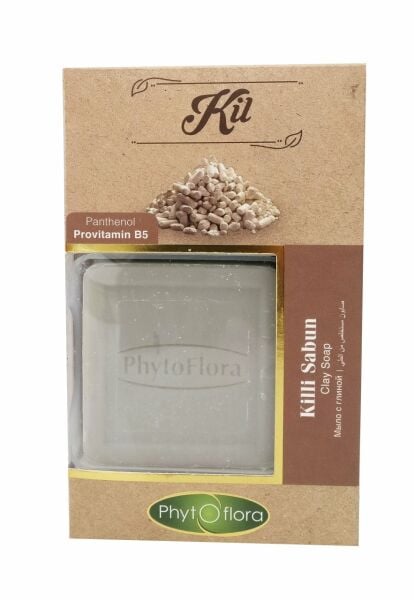 Kil
Panthenol
Provitamin B5
PhytoFlora
Killi Sabun
Clay Soap
Мыло с глиной |
Phytoflora